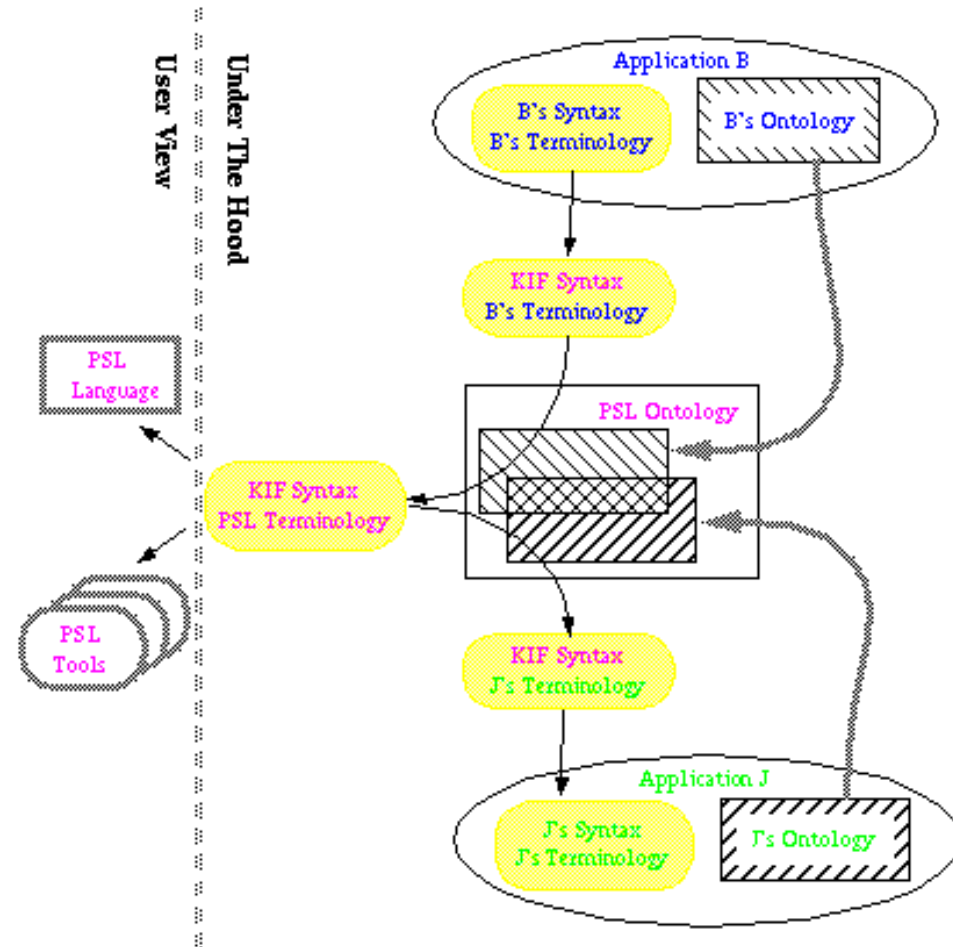 User View
Under The Hood
Application B
B's Syntax
B's Terminology
B's Ontology
KIF Syntax
B's Terminology
PSL
Language
PSL Ontology
KIF Syntax
PSL Terminology
PSL
Tools
KIF Syntax
J's Terminology
Application J
J's Syntax
J's Terminology
J's Ontology